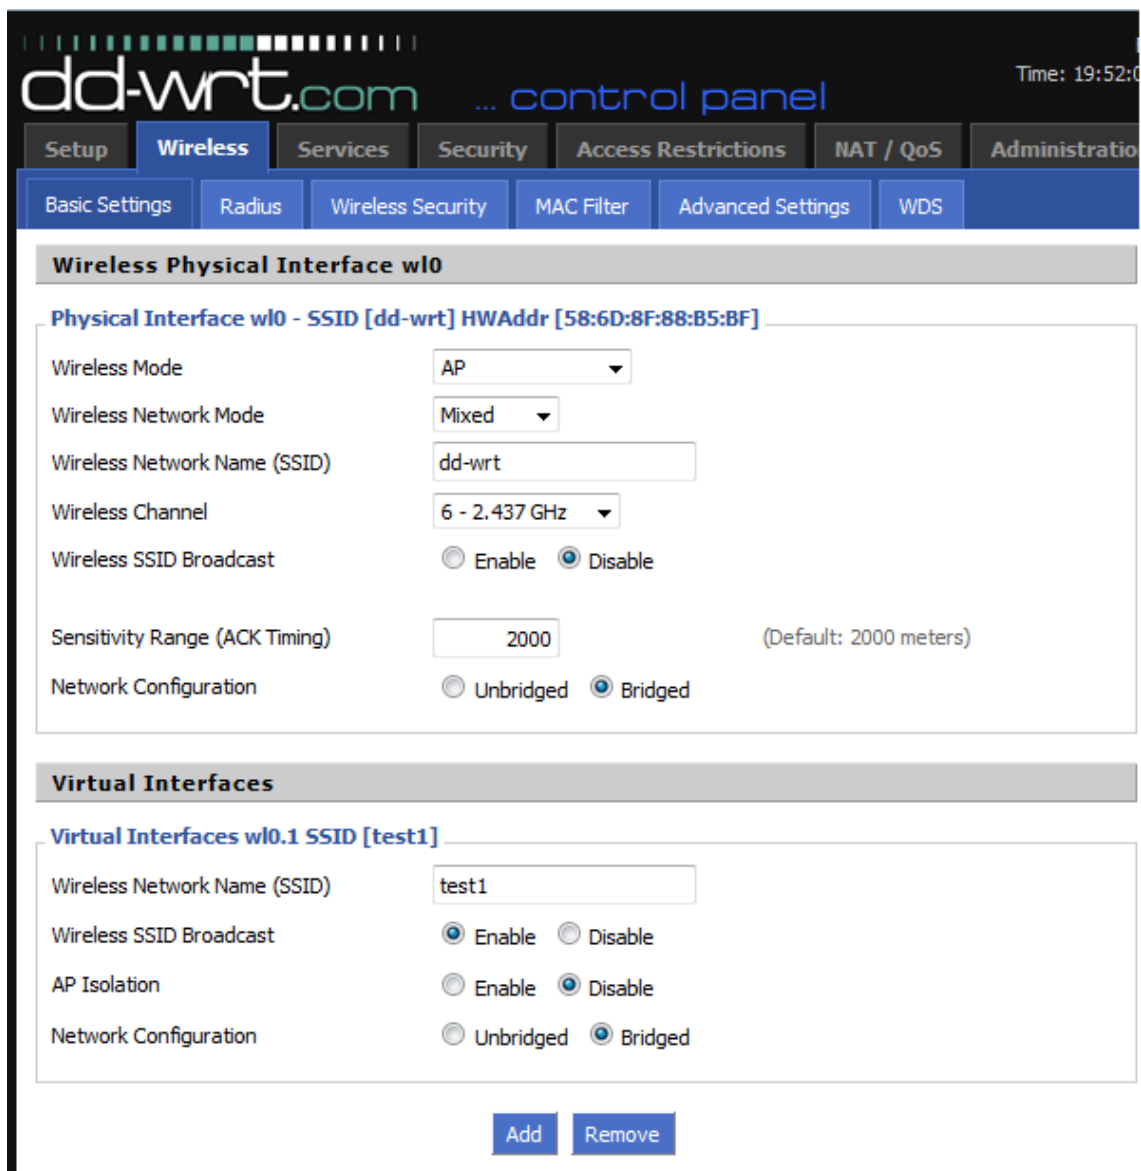 dd-wrt.com ... control panel
Time: 19:52:0
Setup Wireless Services Security Access Restrictions NAT / QoS Administratio
Basic Settings Radius Wireless Security MAC Filter Advanced Settings WDS
Wireless Physical Interface wl0
Physical Interface wl0 - SSID [dd-wrt] HWAddr [58:6D:8F:88:B5:BF]
Wireless Mode AP
Wireless Network Mode Mixed
Wireless Network Name (SSID) dd-wrt
Wireless Channel 6 - 2.437 GHz
Wireless SSID Broadcast Enable Disable
Sensitivity Range (ACK Timing) 2000 (Default: 2000 meters)
Network Configuration Unbridged Bridged
Virtual Interfaces
Virtual Interfaces wl0.1 SSID [test1]
Wireless Network Name (SSID) test1
Wireless SSID Broadcast Enable Disable
AP Isolation Enable Disable
Network Configuration Unbridged Bridged
Add Remove